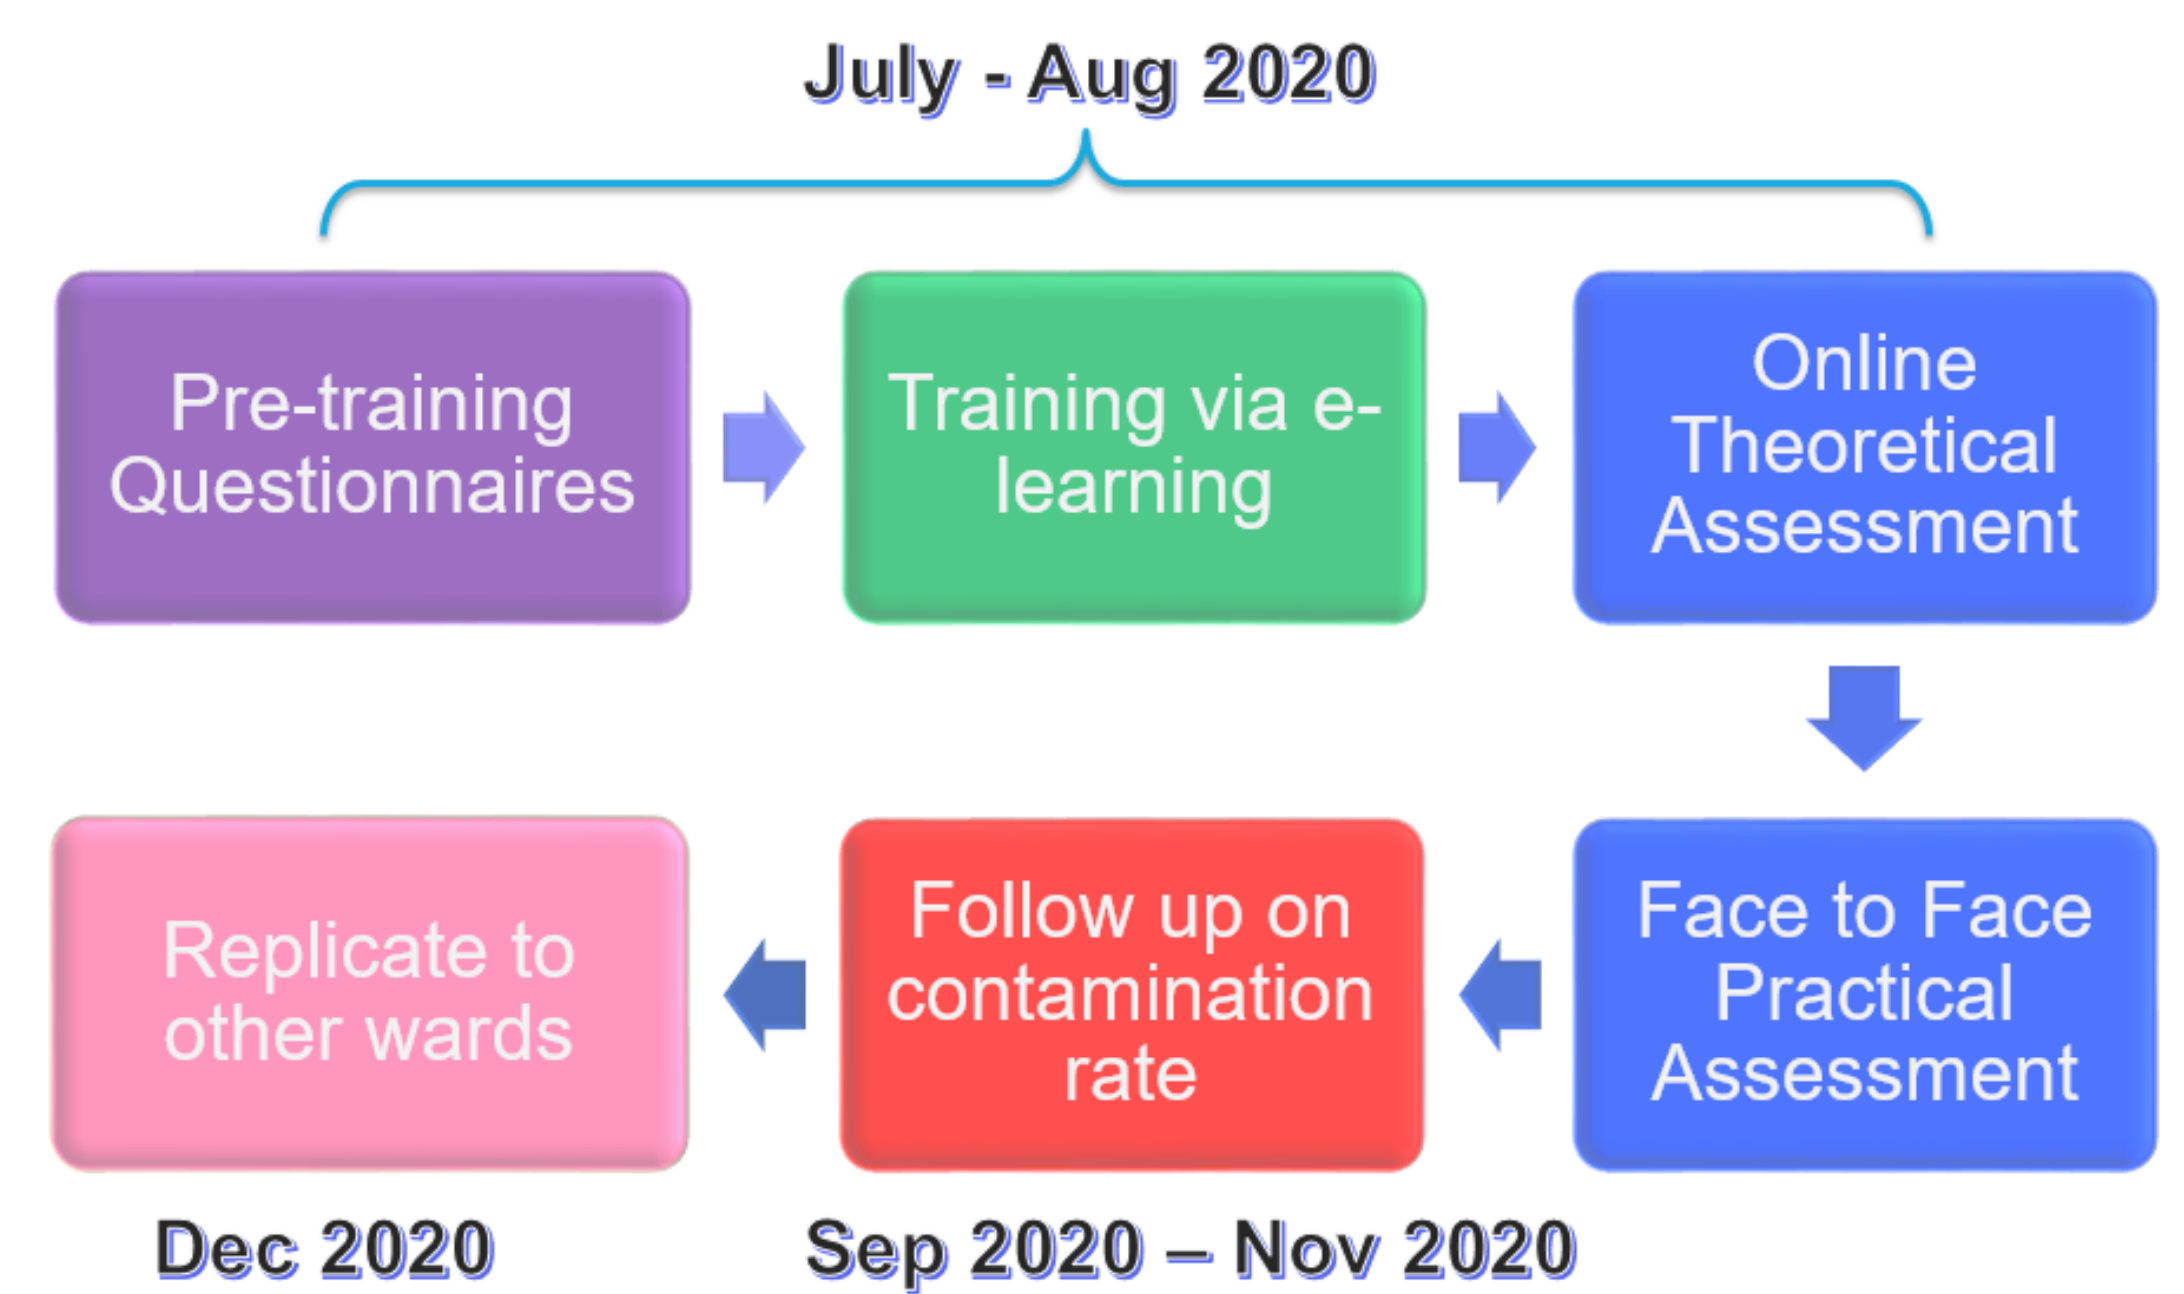 July - Aug 2020
Pre-training
Questionnaires
Training via e-
learning
Online
Theoretical
Assessment
Face to Face
Practical
Assessment
Follow up on
contamination
rate
Replicate to
other wards
Dec 2020
Sep 2020 – Nov 2020